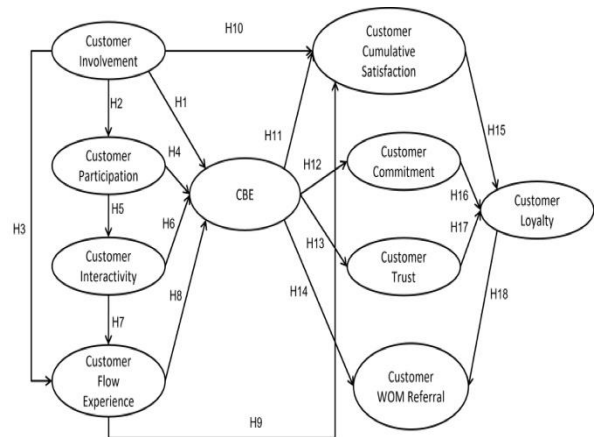 H10
Customer
Involvement
Customer
Cumulative
Satisfaction
H2
H1
H11
H15
Customer
Participation
H4
H12
Customer
Commitment
CBE
H16
H5
H6
H3
Customer
Loyalty
H17
Customer
Interactivity
H13
Customer
Trust
H8
H14
H18
H7
Customer
Flow
Experience
Customer
WOM Referral
H9